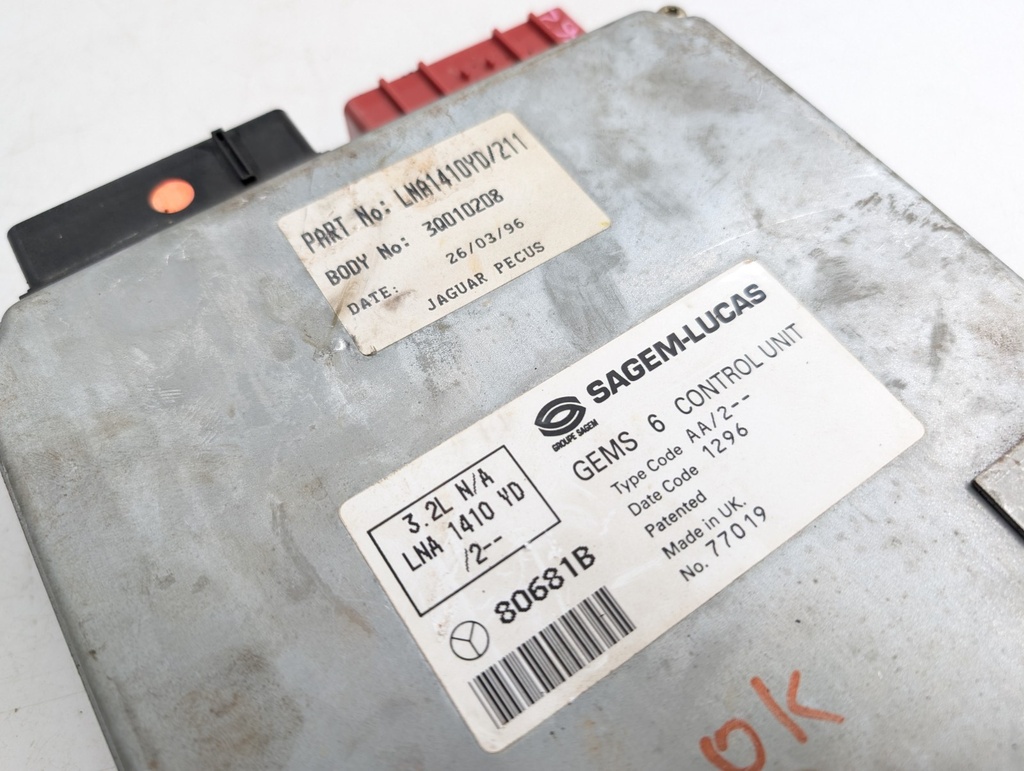 PART No: LNA1410YD/211
BODY No: 3Q010208
DATE: 26/03/96
JAGUAR PECUS
GROUPE SAGEM
SAGEM-LUCAS
GEMS 6 CONTROL UNIT
Type Code AA/2--
Date Code 1296
Patented
Made in UK.
No. 77019
3.2L N/A
LNA 1410 YD
/2--
80681B
OK